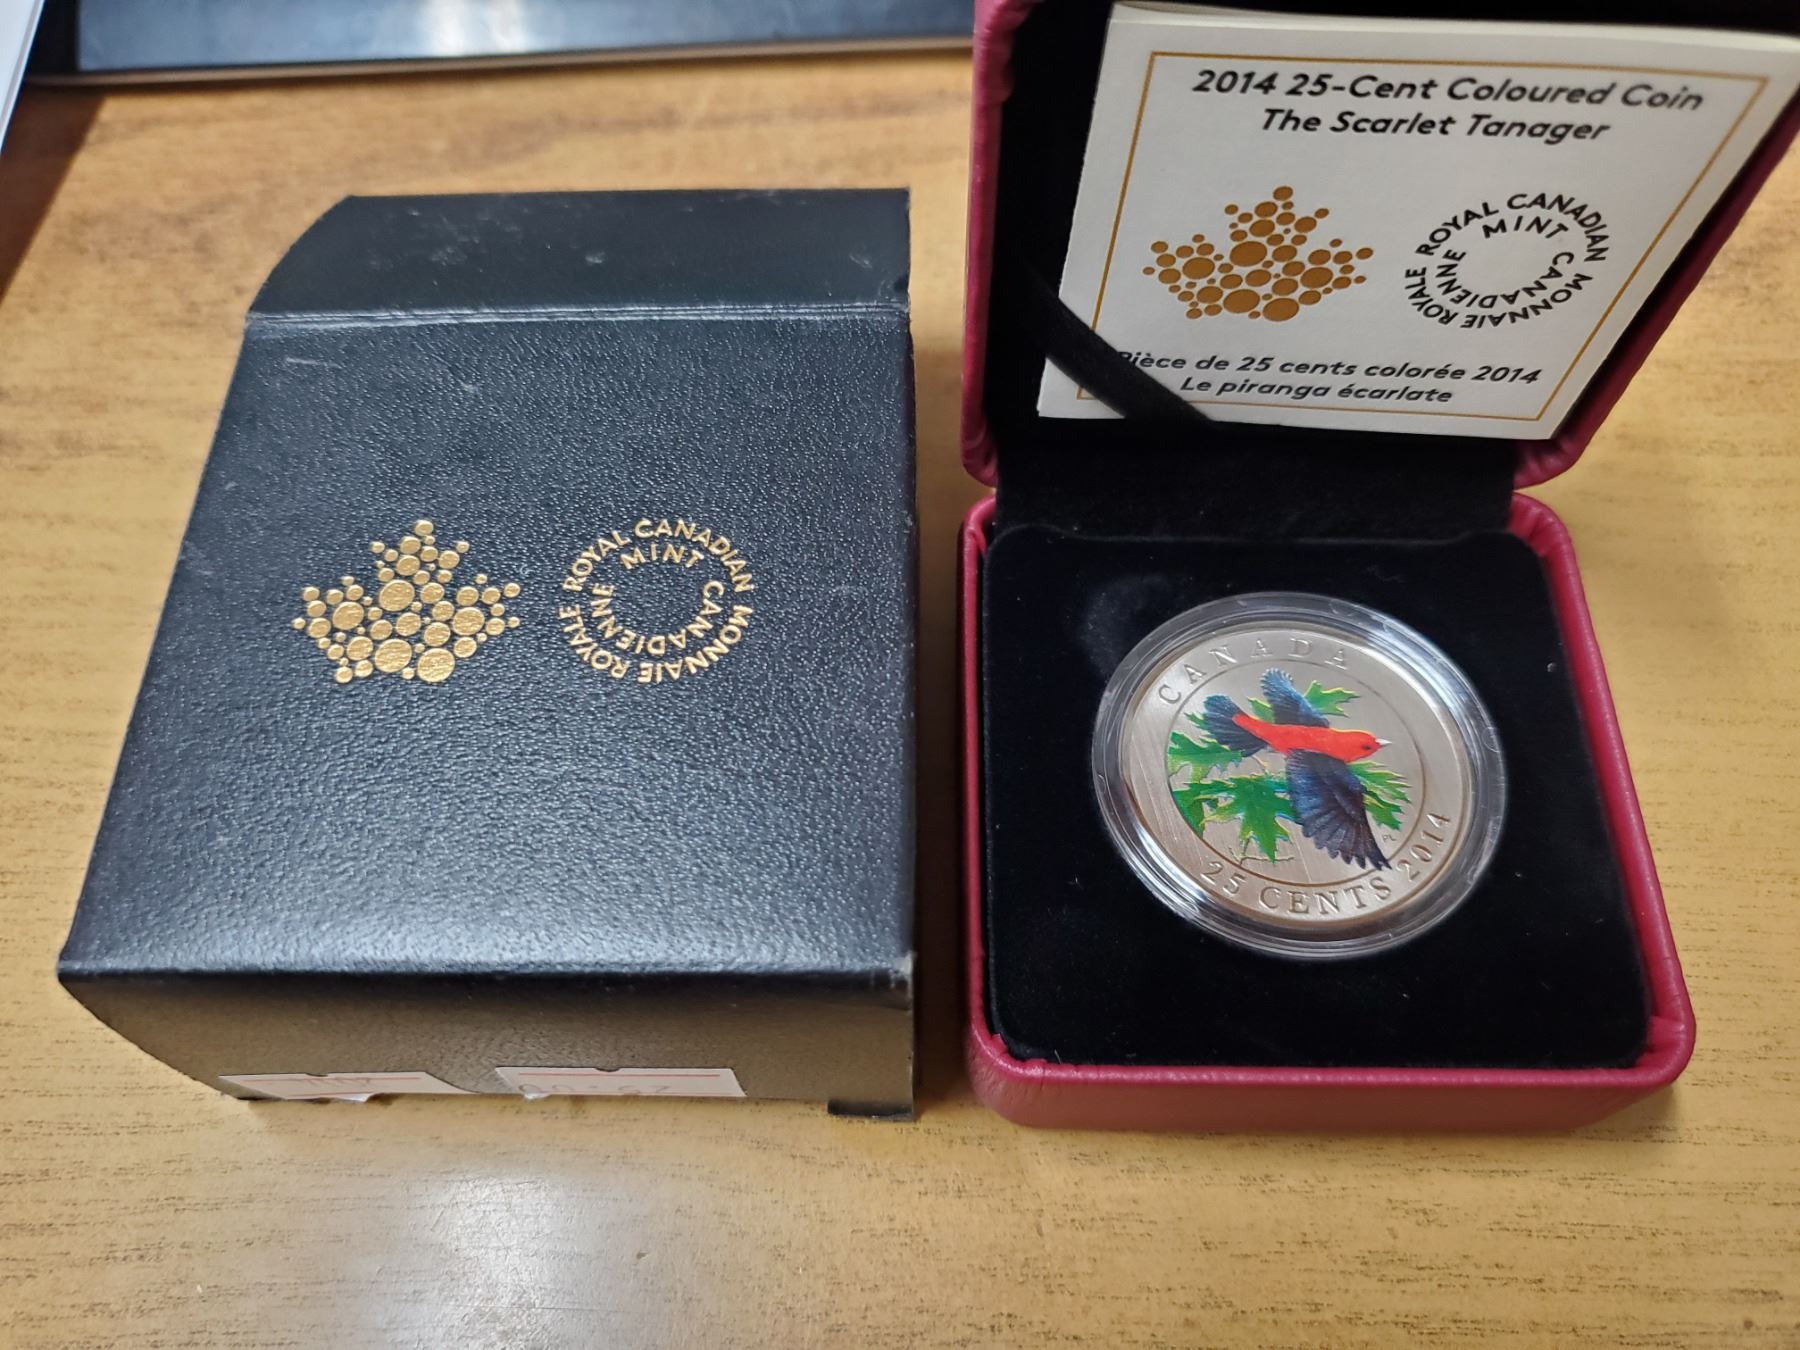 ROYAL CANADIAN MINT
MONNAIE ROYALE CANADIENNE
2014 25-Cent Coloured Coin
The Scarlet Tanager
ROYAL CANADIAN MINT
MONNAIE ROYALE CANADIENNE
Pièce de 25 cents colorée 2014
Le piranga écarlate
CANADA
25 CENTS 2014